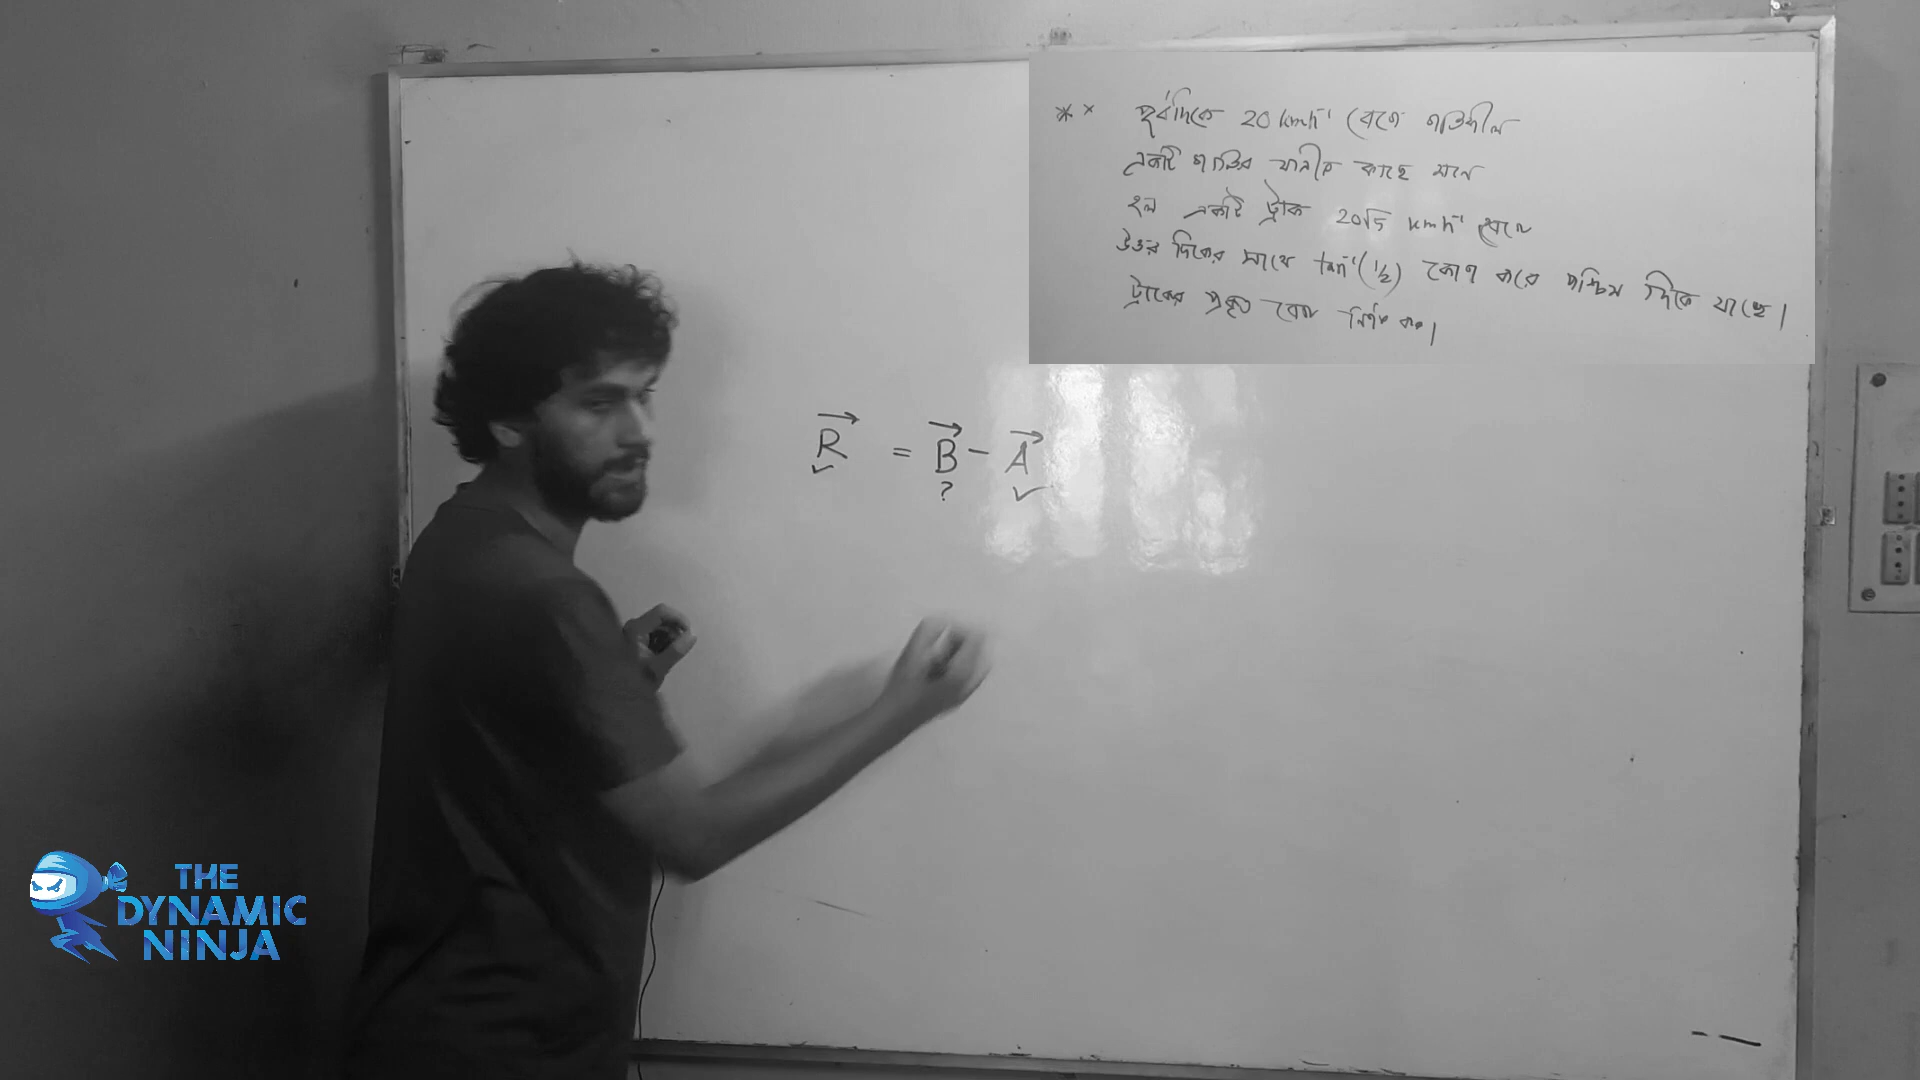 ** পূর্বদিকে 20 kmh⁻¹ বেগে গতিশীল
একটি গাড়ির যাত্রীর কাছে মনে
হল একটি ট্রাক 20√5 kmh⁻¹ বেগে
উত্তর দিকের সাথে tan⁻¹(1/2) কোণ করে পশ্চিম দিকে যাচ্ছে।
ট্রাকের প্রকৃত বেগ নির্ণয় কর।
R⃗ = B⃗ - A⃗
✓ ? ✓
THE
DYNAMIC
NINJA